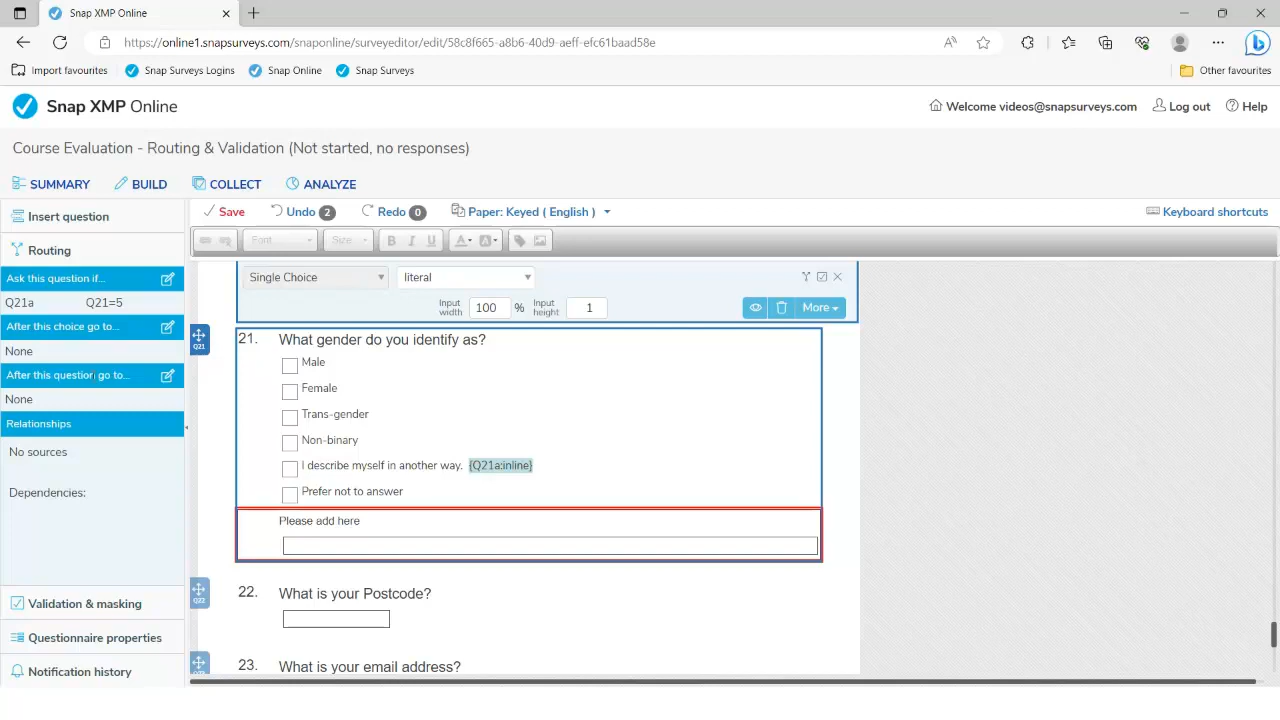 Snap XMP Online
https://online1.snapsurveys.com/snaponline/surveyeditor/edit/58c8f665-a8b6-40d9-aeff-efc61baad58e
Import favourites
Snap Surveys Logins
Snap Online
Snap Surveys
Other favourites
Snap XMP Online
Welcome videos@snapsurveys.com
Log out
Help
Course Evaluation - Routing & Validation (Not started, no responses)
SUMMARY
BUILD
COLLECT
ANALYZE
Insert question
Save
Undo 2
Redo 0
Paper: Keyed ( English )
Keyboard shortcuts
Routing
Font
Size
B I U
A
A
Ask this question if...
Q21a Q21=5
After this choice go to...
None
After this question go to...
None
Relationships
No sources
Dependencies:
Validation & masking
Questionnaire properties
Notification history
Single Choice
literal
Input width 100 %
Input height 1
More
Q21
21. What gender do you identify as?
Male
Female
Trans-gender
Non-binary
I describe myself in another way. {Q21a:inline}
Prefer not to answer
Please add here
Q22
22. What is your Postcode?
23. What is your email address?